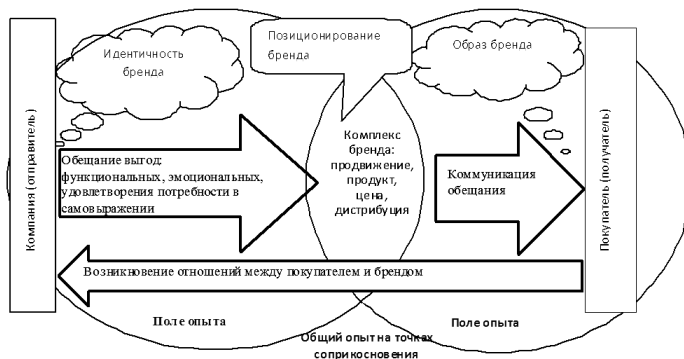 Идентичность
бренда
Позиционирование
бренда
Образ бренда
Компания (отправитель)
Обещание выгод:
функциональных, эмоциональных,
удовлетворения потребности в
самовыражении
Комплекс
бренда:
продвижение,
продукт,
цена,
дистрибуция
Коммуникация
обещания
Покупатель (получатель)
Возникновение отношений между покупателем и брендом
Поле опыта
Общий опыт на точках
соприкосновения
Поле опыта